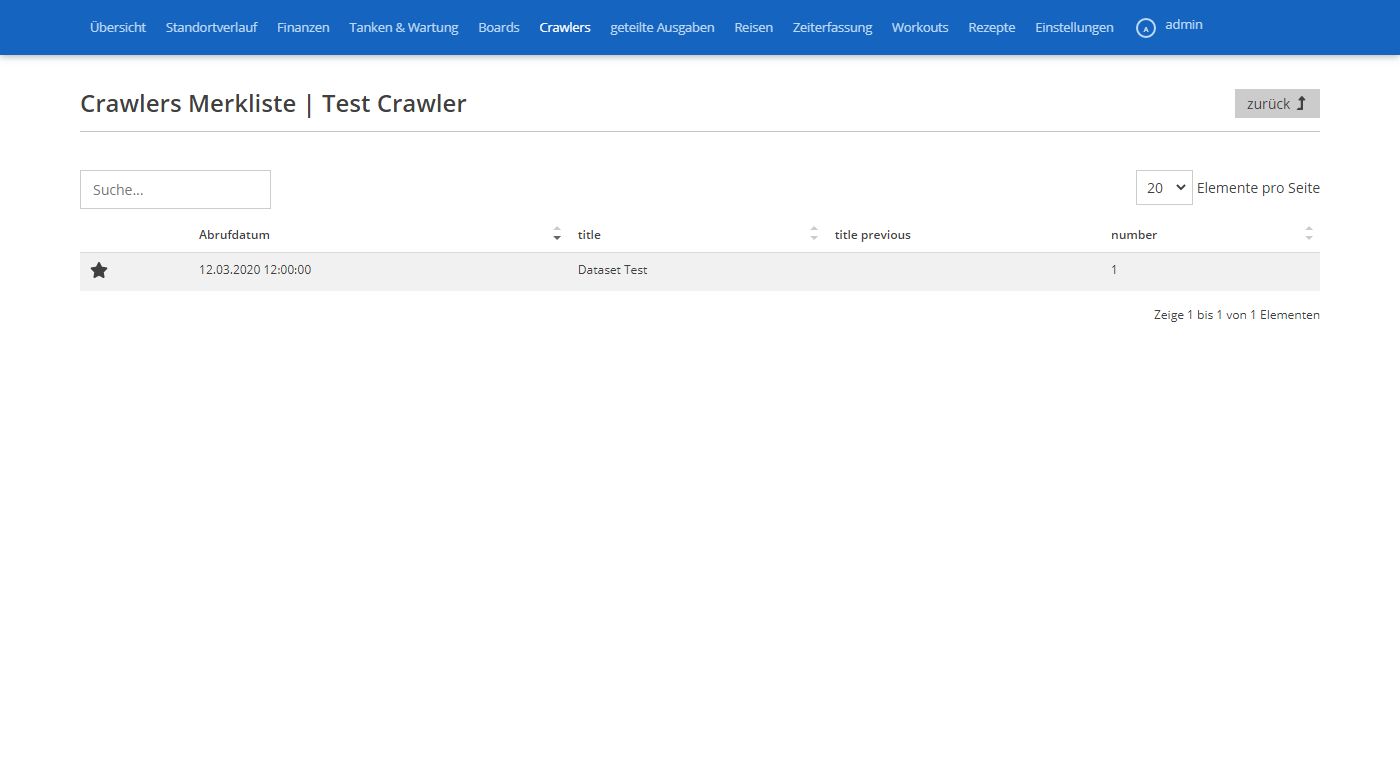 Übersicht Standortverlauf Finanzen Tanken & Wartung Boards Crawlers geteilte Ausgaben Reisen Zeiterfassung Workouts Rezepte Einstellungen A admin
Crawlers Merkliste | Test Crawler zurück
Suche... 20 Elemente pro Seite
Abrufdatum title title previous number
12.03.2020 12:00:00 Dataset Test 1
Zeige 1 bis 1 von 1 Elementen